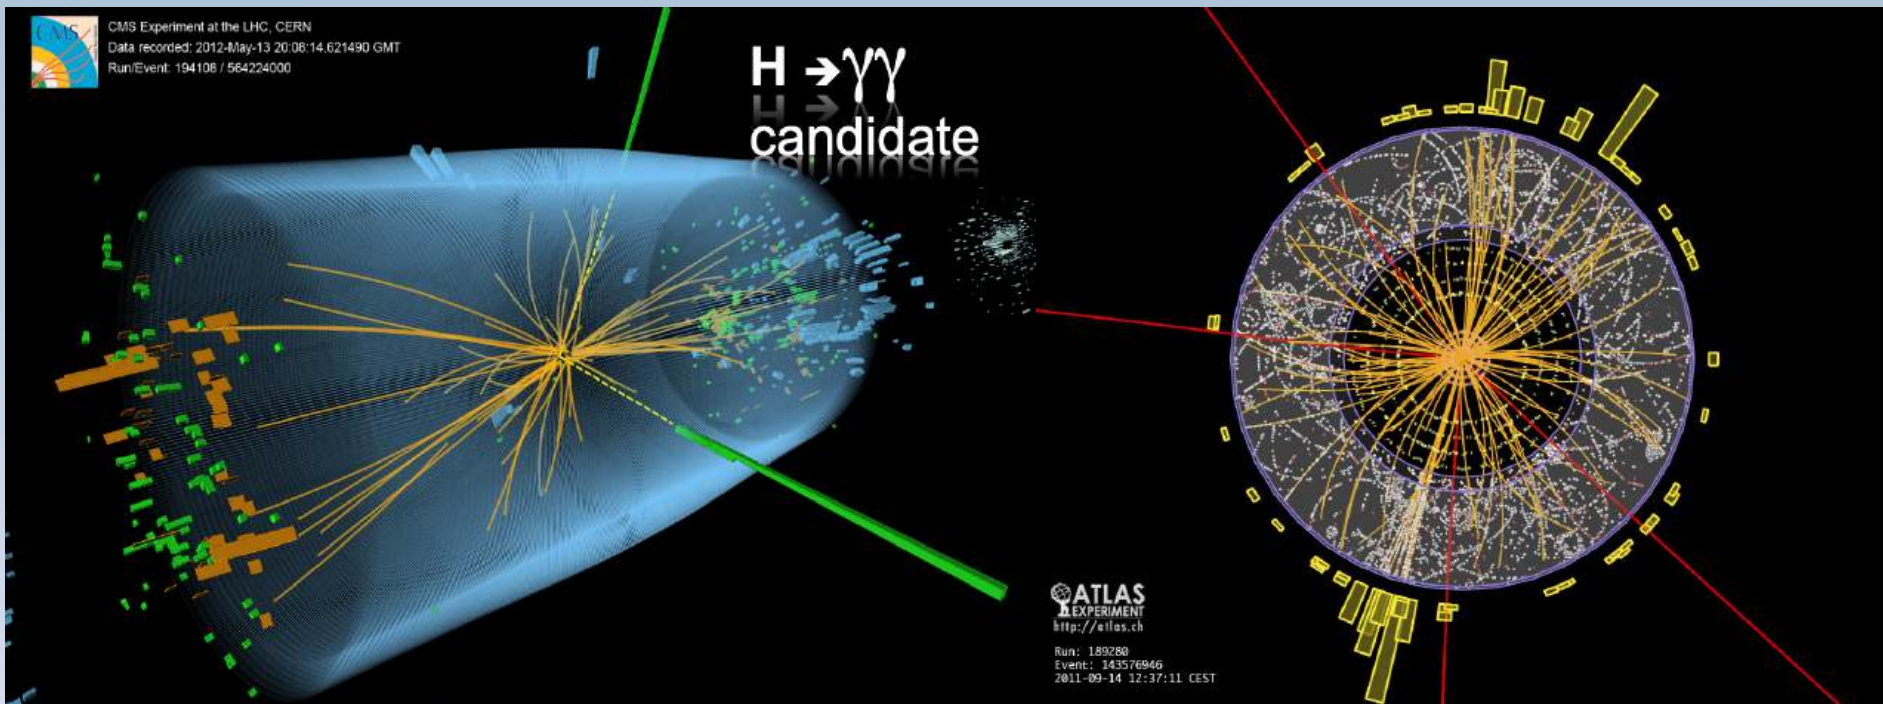 CMS
CMS Experiment at the LHC, CERN
Data recorded: 2012-May-13 20:08:14.621490 GMT
Run/Event: 194108 / 564224000
H → γγ
candidate
ATLAS
EXPERIMENT
http://atlas.ch
Run: 189280
Event: 143576946
2011-09-14 12:37:11 CEST